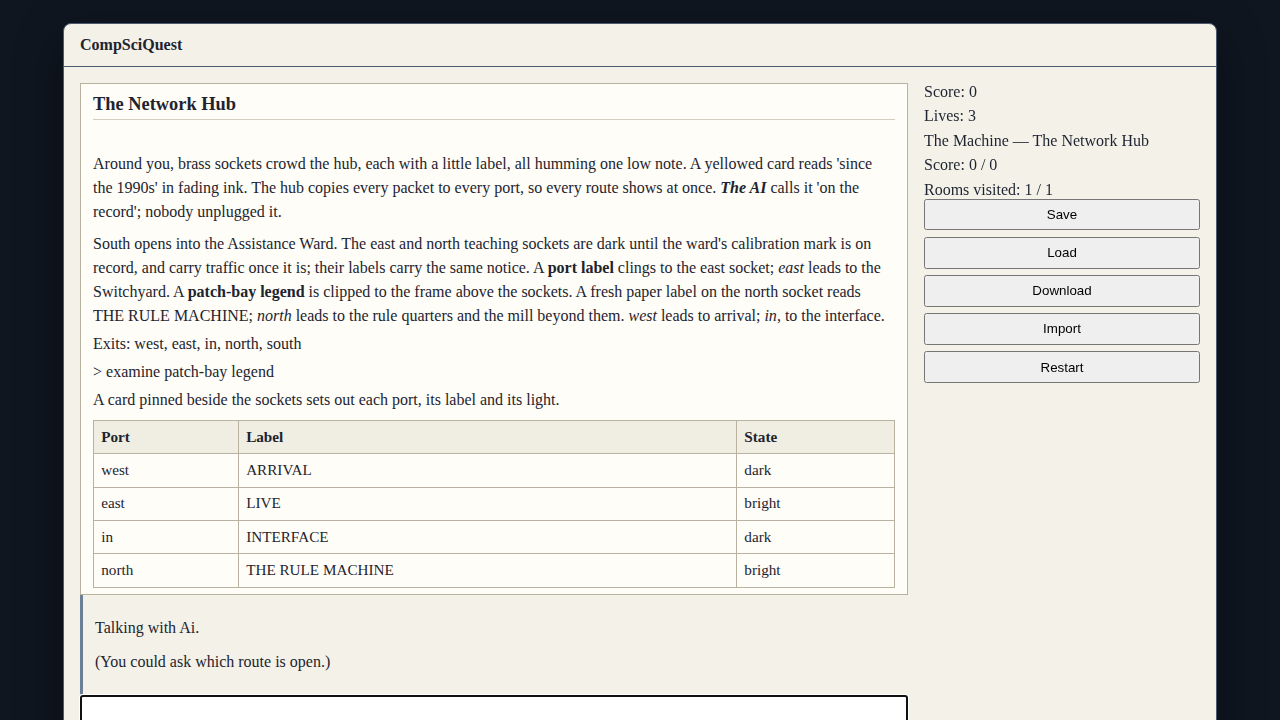 CompSciQuest
The Network Hub
Around you, brass sockets crowd the hub, each with a little label, all humming one low note. A yellowed card reads 'since
the 1990s' in fading ink. The hub copies every packet to every port, so every route shows at once. The AI calls it 'on the
record'; nobody unplugged it.
South opens into the Assistance Ward. The east and north teaching sockets are dark until the ward's calibration mark is on
record, and carry traffic once it is; their labels carry the same notice. A port label clings to the east socket; east leads to the
Switchyard. A patch-bay legend is clipped to the frame above the sockets. A fresh paper label on the north socket reads
THE RULE MACHINE; north leads to the rule quarters and the mill beyond them. west leads to arrival; in, to the interface.
Exits: west, east, in, north, south
> examine patch-bay legend
A card pinned beside the sockets sets out each port, its label and its light.
Port Label State
west ARRIVAL dark
east LIVE bright
in INTERFACE dark
north THE RULE MACHINE bright
Talking with Ai.
(You could ask which route is open.)
Score: 0
Lives: 3
The Machine — The Network Hub
Score: 0 / 0
Rooms visited: 1 / 1
Save
Load
Download
Import
Restart